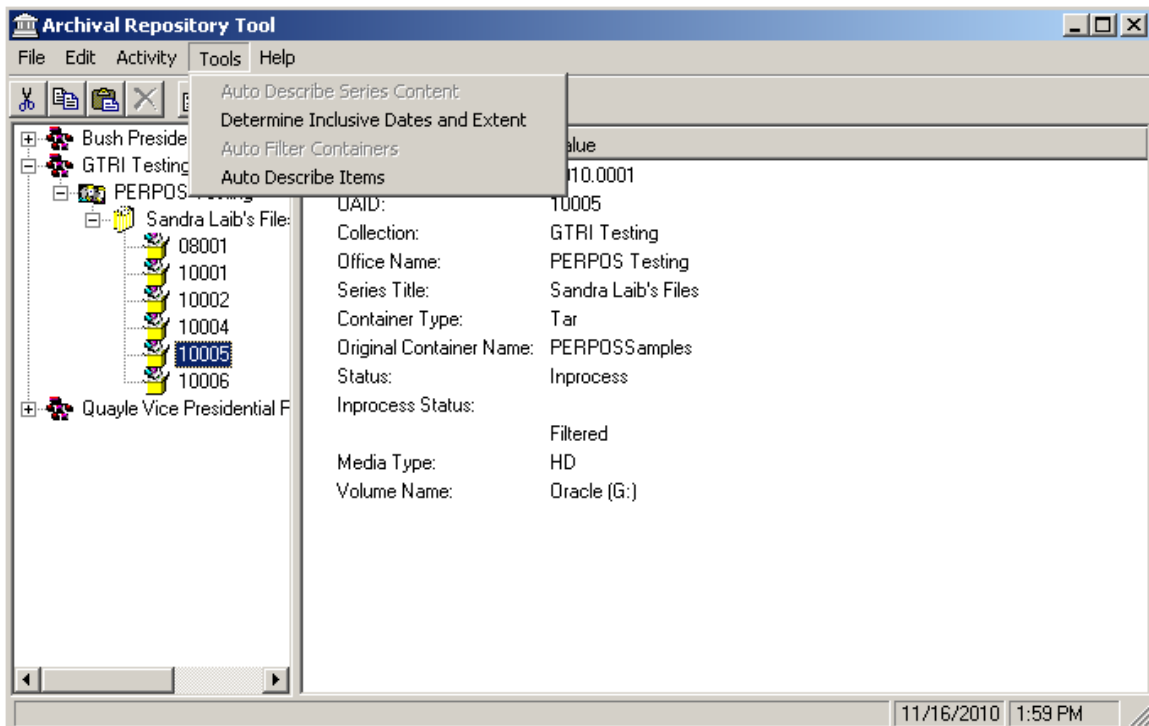 Archival Repository Tool
File Edit Activity Tools Help
Auto Describe Series Content
Determine Inclusive Dates and Extent
Auto Filter Containers
Auto Describe Items
Bush Preside
GTRI Testing
PERPOS
Sandra Laib's Files
08001
10001
10002
10004
10005
10006
Quayle Vice Presidential F
alue
010.0001
UAID: 10005
Collection: GTRI Testing
Office Name: PERPOS Testing
Series Title: Sandra Laib's Files
Container Type: Tar
Original Container Name: PERPOSSamples
Status: Inprocess
Inprocess Status:
Filtered
Media Type: HD
Volume Name: Oracle (G:)
11/16/2010 1:59 PM